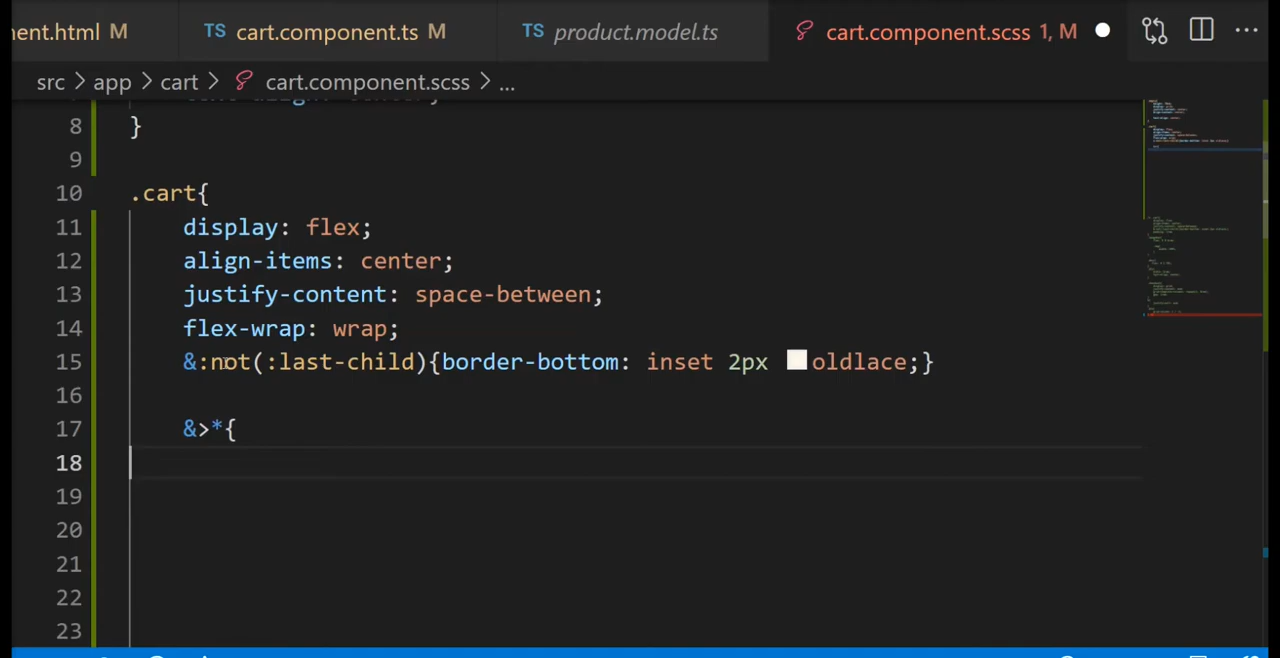 nent.html M TS cart.component.ts M TS product.model.ts cart.component.scss 1, M ...
src > app > cart > cart.component.scss > ...
8 }
9
10 .cart{
11 display: flex;
12 align-items: center;
13 justify-content: space-between;
14 flex-wrap: wrap;
15 &:not(:last-child){border-bottom: inset 2px oldlace;}
16
17 &>*{
18
19
20
21
22
23